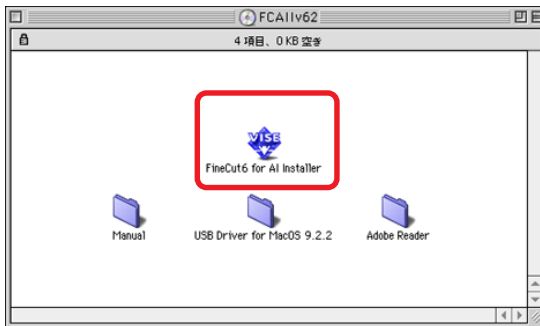 FCAIIv62
4 項目、0 KB 空き
VISE
FineCut6 for AI Installer
Manual
USB Driver for MacOS 9.2.2
Adobe Reader